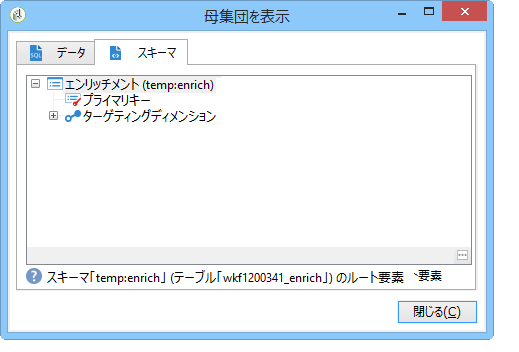 母集団を表示
データ
スキーマ
エンリッチメント (temp:enrich)
プライマリキー
ターゲティングディメンション
スキーマ「temp:enrich」 (テーブル「wkf1200341_enrich」) のルート要素 、要素
閉じる(C)